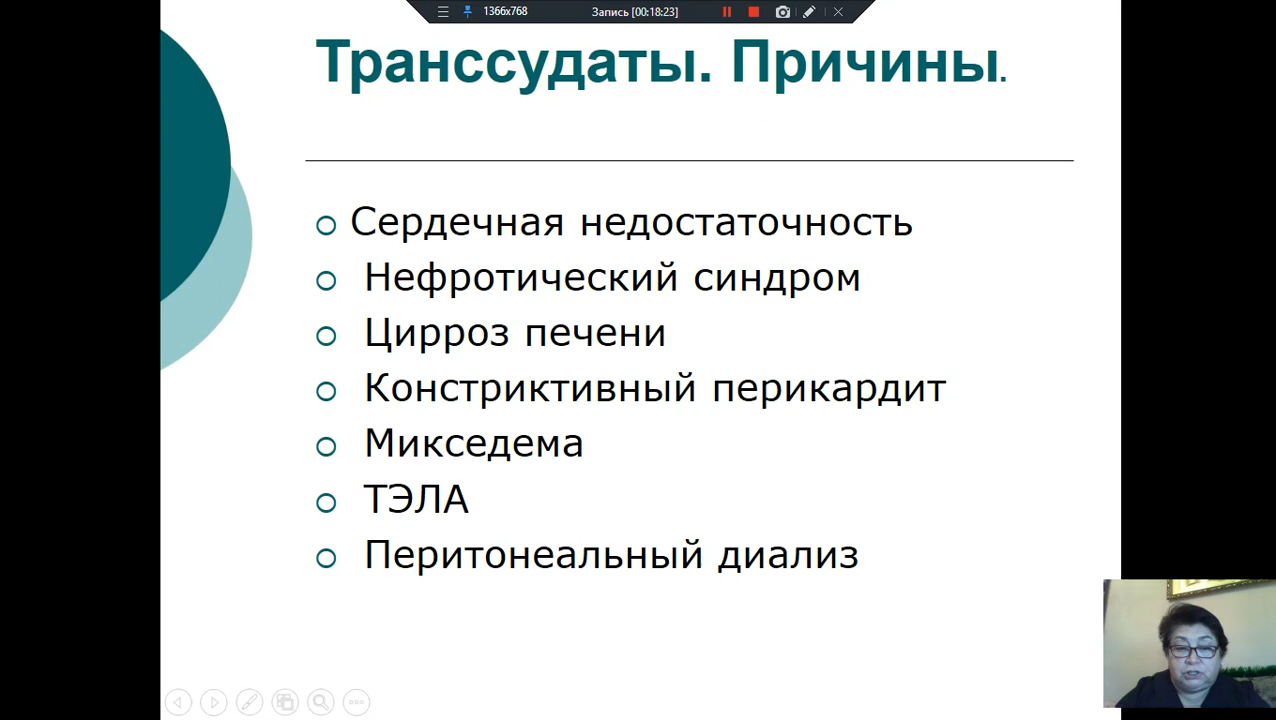 1366x768 Запись [00:18:23]
Транссудаты. Причины.
Сердечная недостаточность
Нефротический синдром
Цирроз печени
Констриктивный перикардит
Микседема
ТЭЛА
Перитонеальный диализ